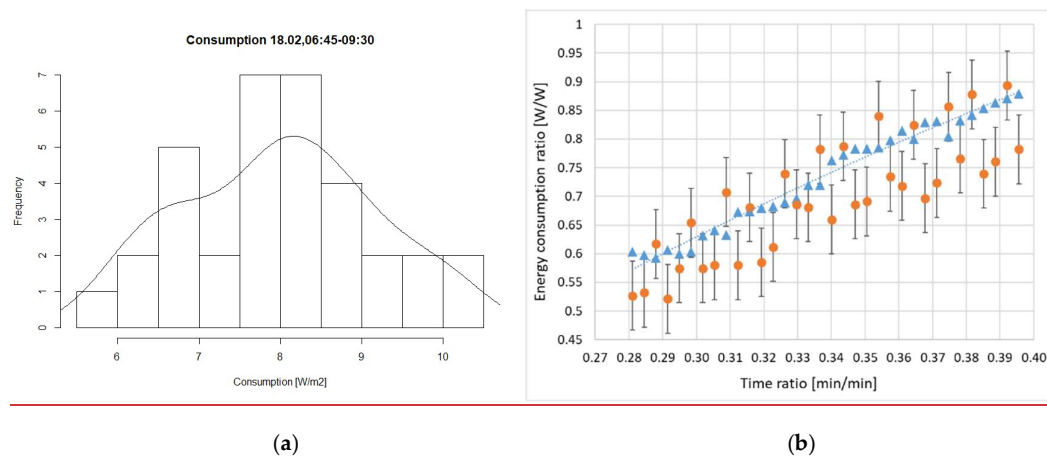 Consumption 18.02,06:45-09:30
Frequency
7
6
5
4
3
2
1
0
6 7 8 9 10
Consumption [W/m2]
(a)
Energy consumption ratio [W/W]
1
0.95
0.9
0.85
0.8
0.75
0.7
0.65
0.6
0.55
0.5
0.45
0.27 0.28 0.29 0.30 0.31 0.32 0.33 0.34 0.35 0.36 0.37 0.38 0.39 0.40
Time ratio [min/min]
(b)